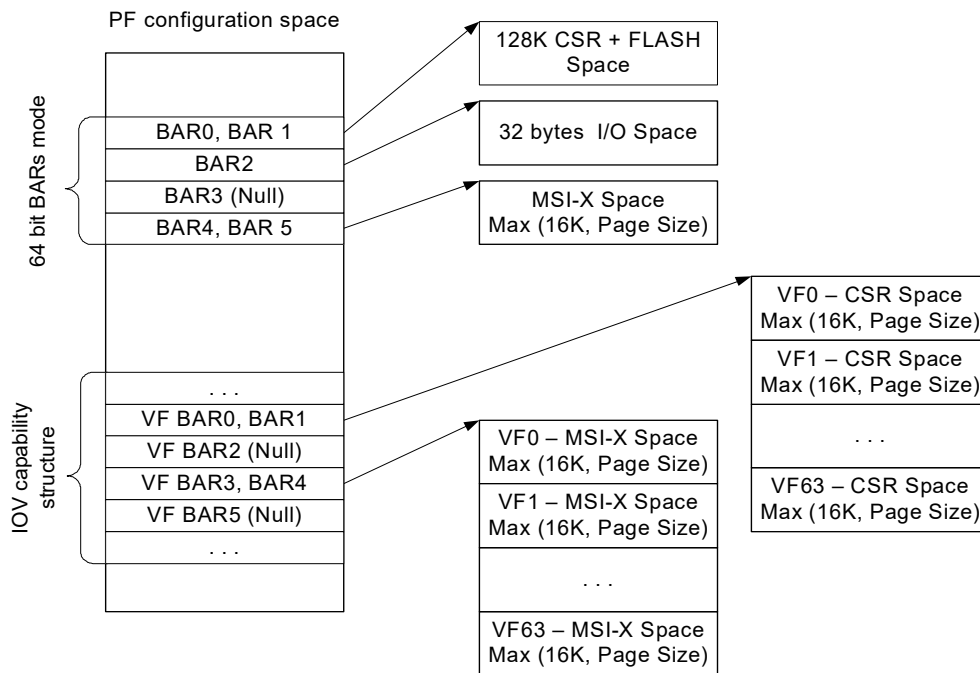 PF configuration space
64 bit BARs mode
BAR0, BAR 1
BAR2
BAR3 (Null)
BAR4, BAR 5
128K CSR + FLASH
Space
32 bytes  I/O Space
MSI-X Space
Max (16K, Page Size)
IOV capability
structure
. . .
VF BAR0, BAR1
VF BAR2 (Null)
VF BAR3, BAR4
VF BAR5 (Null)
. . .
VF0 – MSI-X Space
Max (16K, Page Size)
VF1 – MSI-X Space
Max (16K, Page Size)
. . .
VF63 – MSI-X Space
Max (16K, Page Size)
VF0 – CSR Space
Max (16K, Page Size)
VF1 – CSR Space
Max (16K, Page Size)
. . .
VF63 – CSR Space
Max (16K, Page Size)